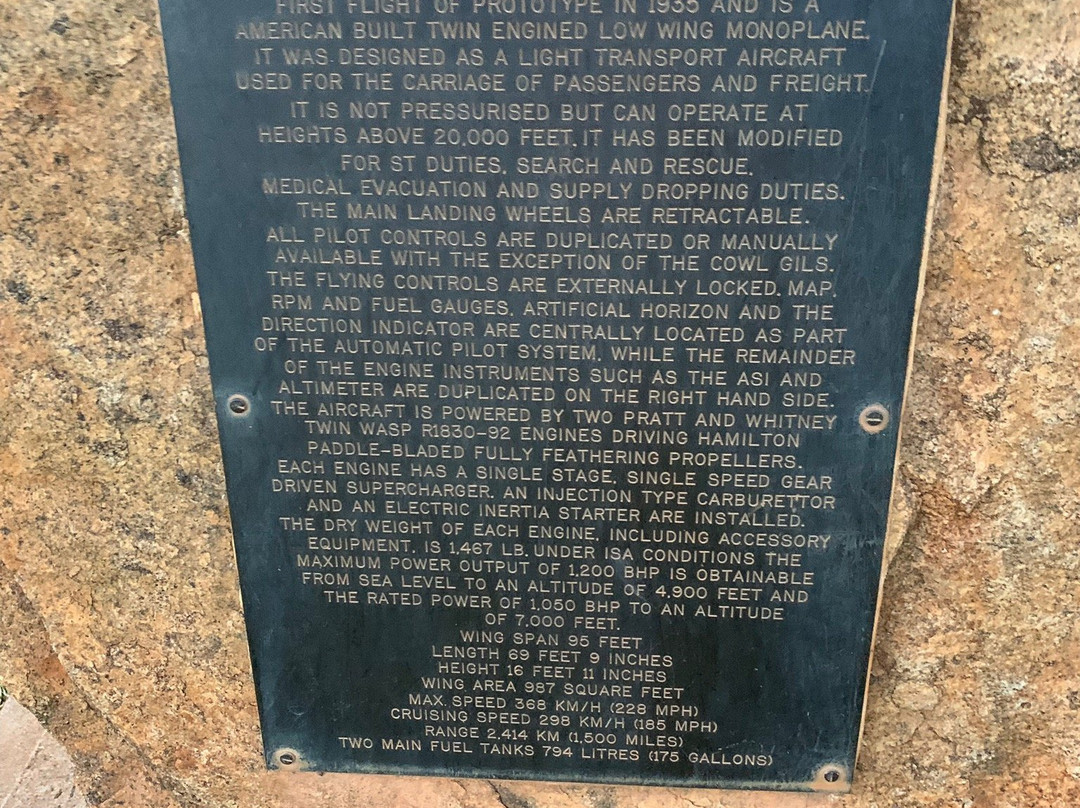 FIRST FLIGHT OF PROTOTYPE IN 1935 AND IS A
AMERICAN BUILT TWIN ENGINED LOW WING MONOPLANE.
IT WAS DESIGNED AS A LIGHT TRANSPORT AIRCRAFT
USED FOR THE CARRIAGE OF PASSENGERS AND FREIGHT.
IT IS NOT PRESSURISED BUT CAN OPERATE AT
HEIGHTS ABOVE 20,000 FEET. IT HAS BEEN MODIFIED
FOR ST DUTIES, SEARCH AND RESCUE,
MEDICAL EVACUATION AND SUPPLY DROPPING DUTIES.
THE MAIN LANDING WHEELS ARE RETRACTABLE.
ALL PILOT CONTROLS ARE DUPLICATED OR MANUALLY
AVAILABLE WITH THE EXCEPTION OF THE COWL GILS.
THE FLYING CONTROLS ARE EXTERNALLY LOCKED. MAP,
RPM AND FUEL GAUGES, ARTIFICIAL HORIZON AND THE
DIRECTION INDICATOR ARE CENTRALLY LOCATED AS PART
OF THE AUTOMATIC PILOT SYSTEM, WHILE THE REMAINDER
OF THE ENGINE INSTRUMENTS SUCH AS THE ASI AND
ALTIMETER ARE DUPLICATED ON THE RIGHT HAND SIDE.
THE AIRCRAFT IS POWERED BY TWO PRATT AND WHITNEY
TWIN WASP R1830-92 ENGINES DRIVING HAMILTON
PADDLE-BLADED FULLY FEATHERING PROPELLERS.
EACH ENGINE HAS A SINGLE STAGE, SINGLE SPEED GEAR
DRIVEN SUPERCHARGER. AN INJECTION TYPE CARBURETTOR
AND AN ELECTRIC INERTIA STARTER ARE INSTALLED.
THE DRY WEIGHT OF EACH ENGINE, INCLUDING ACCESSORY
EQUIPMENT, IS 1,467 LB. UNDER ISA CONDITIONS THE
MAXIMUM POWER OUTPUT OF 1,200 BHP IS OBTAINABLE
FROM SEA LEVEL TO AN ALTITUDE OF 4,900 FEET AND
THE RATED POWER OF 1,050 BHP TO AN ALTITUDE
OF 7,000 FEET.
WING SPAN 95 FEET
LENGTH 69 FEET 9 INCHES
HEIGHT 16 FEET 11 INCHES
WING AREA 987 SQUARE FEET
MAX. SPEED 368 KM/H (228 MPH)
CRUISING SPEED 298 KM/H (185 MPH)
RANGE 2,414 KM (1,500 MILES)
TWO MAIN FUEL TANKS 794 LITRES (175 GALLONS)